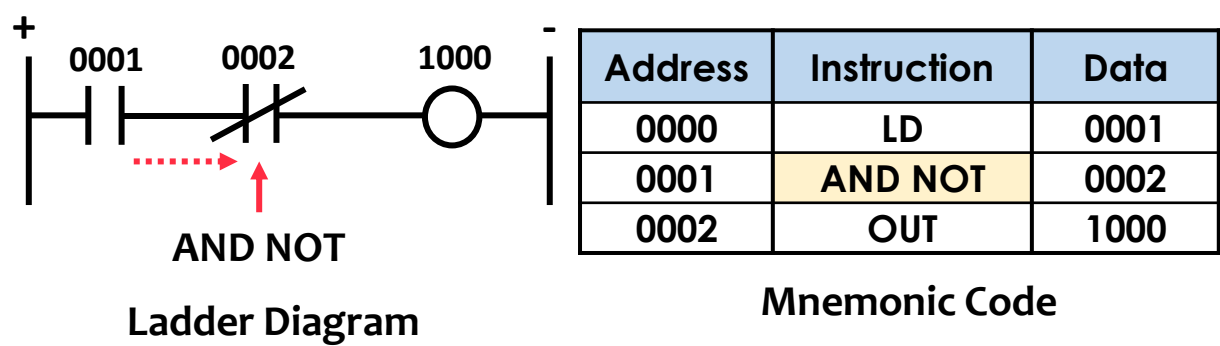 + -
0001 0002 1000
AND NOT
Ladder Diagram
Address Instruction Data
0000 LD 0001
0001 AND NOT 0002
0002 OUT 1000
Mnemonic Code